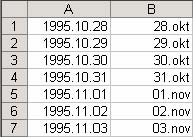 A B
1 1995.10.28 28.okt
2 1995.10.29 29.okt
3 1995.10.30 30.okt
4 1995.10.31 31.okt
5 1995.11.01 01.nov
6 1995.11.02 02.nov
7 1995.11.03 03.nov